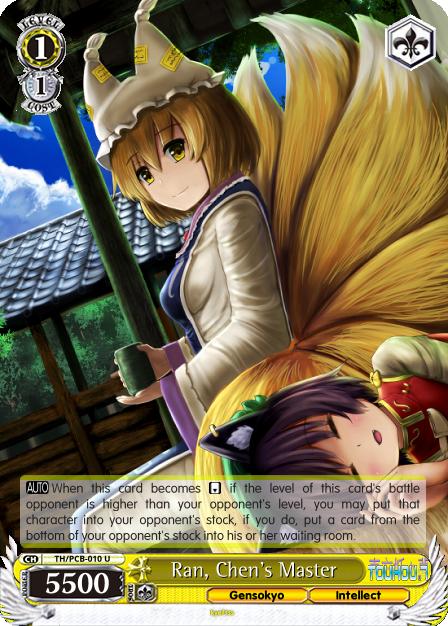 LEVEL
1
1
COST
AUTO When this card becomes if the level of this card's battle
opponent is higher than your opponent's level, you may put that
character into your opponent's stock, if you do, put a card from the
bottom of your opponent's stock into his or her waiting room.
CH TH/PCB-010 U
POWER 5500 SOUL
Ran, Chen's Master
TOUHOU
Gensokyo Intellect